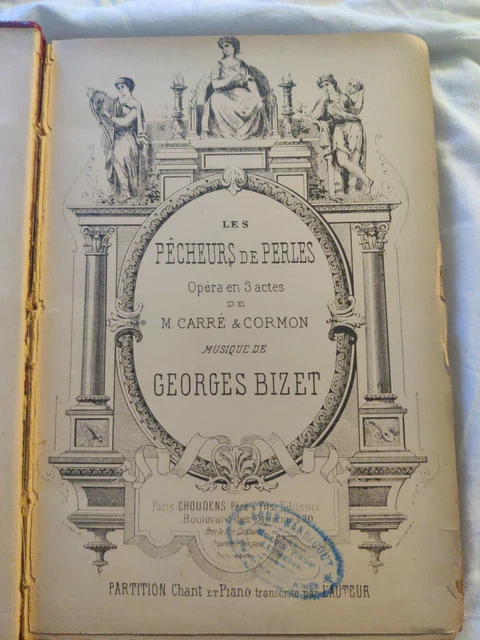 LES
PÊCHEURS DE PERLES
Opéra en 3 actes
DE
M. CARRÉ & CORMON
MUSIQUE DE
GEORGES BIZET
Paris CHOUDENS Père & Fils Editeurs
Boulevard des
PARTITION Chant ET Piano transcrite par L'AUTEUR